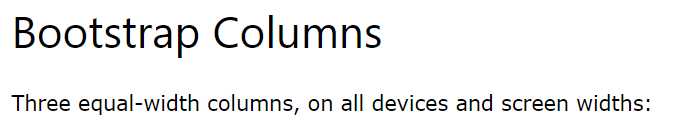 Bootstrap Columns
Three equal-width columns, on all devices and screen widths: